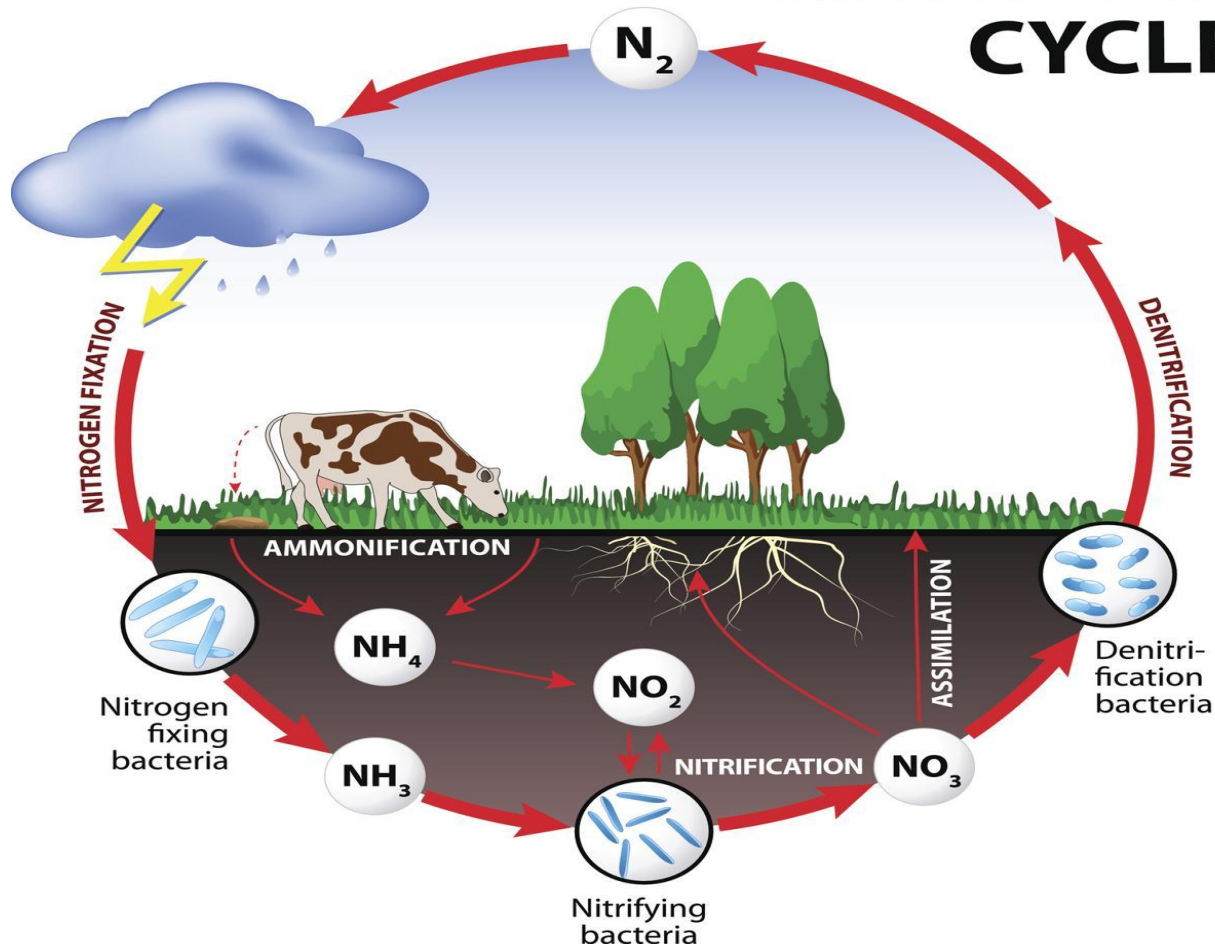 CYCL
N₂
NITROGEN FIXATION
DENITRIFICATION
AMMONIFICATION
NH₄
NO₂
ASSIMILATION
Nitrogen
fixing
bacteria
NH₃
NITRIFICATION
NO₃
Denitri-
fication
bacteria
Nitrifying
bacteria